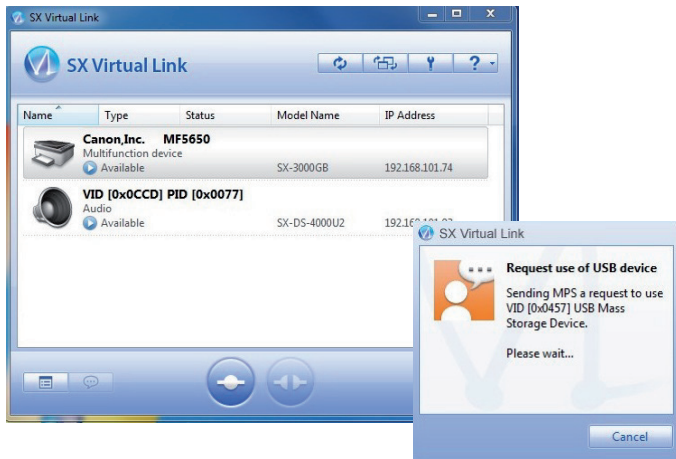 SX Virtual Link
SX Virtual Link
?
Name Type Status Model Name IP Address
Canon,Inc. MF5650
Multifunction device
Available SX-3000GB 192.168.101.74
VID [0x0CCD] PID [0x0077]
Audio
Available SX-DS-4000U2
SX Virtual Link
Request use of USB device
Sending MPS a request to use
VID [0x0457] USB Mass
Storage Device.
Please wait...
Cancel